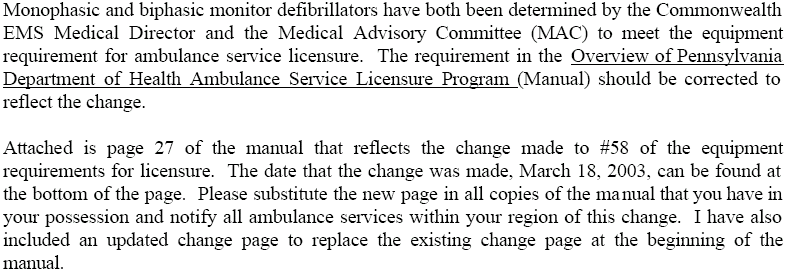 Monophasic and biphasic monitor defibrillators have both been determined by the Commonwealth
EMS Medical Director and the Medical Advisory Committee (MAC) to meet the equipment
requirement for ambulance service licensure. The requirement in the Overview of Pennsylvania
Department of Health Ambulance Service Licensure Program (Manual) should be corrected to
reflect the change.
Attached is page 27 of the manual that reflects the change made to #58 of the equipment
requirements for licensure. The date that the change was made, March 18, 2003, can be found at
the bottom of the page. Please substitute the new page in all copies of the manual that you have in
your possession and notify all ambulance services within your region of this change. I have also
included an updated change page to replace the existing change page at the beginning of the
manual.